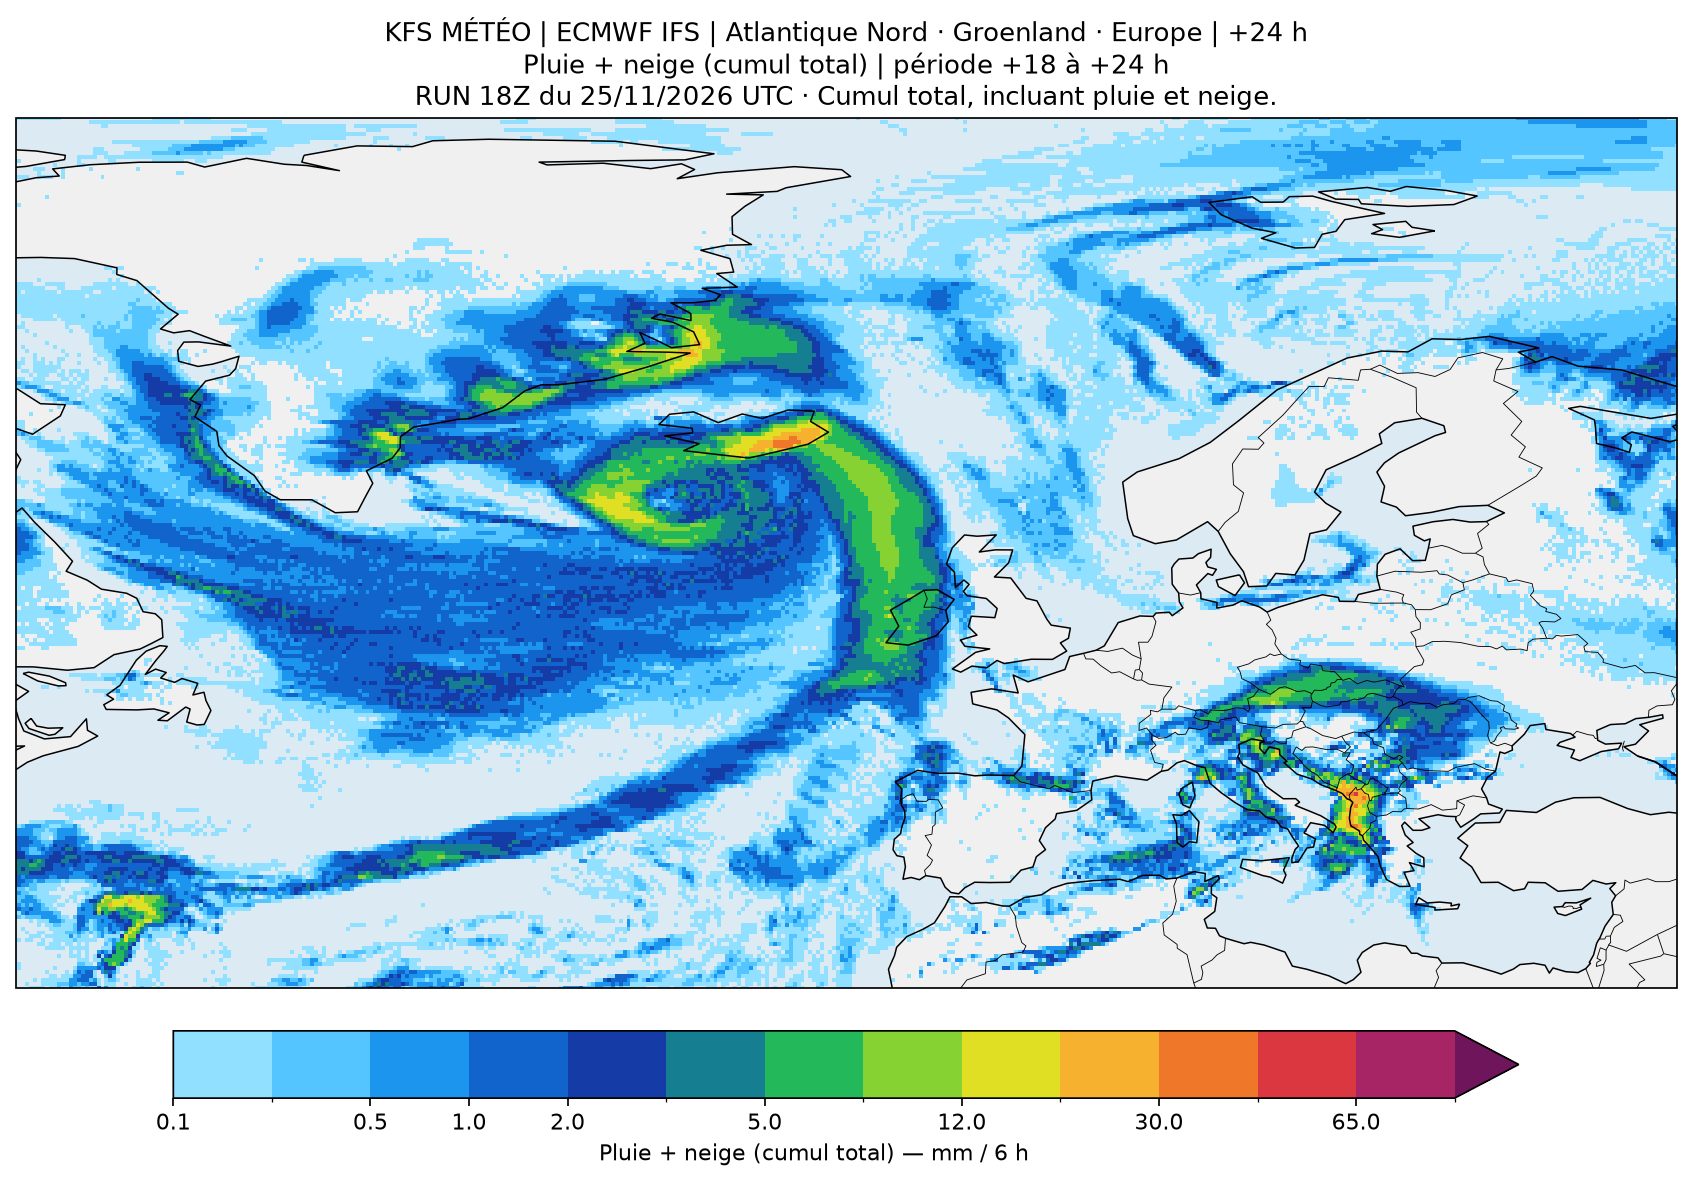 KFS MÉTÉO | ECMWF IFS | Atlantique Nord · Groenland · Europe | +24 h
Pluie + neige (cumul total) | période +18 à +24 h
RUN 18Z du 25/11/2026 UTC · Cumul total, incluant pluie et neige.
0.1 0.5 1.0 2.0 5.0 12.0 30.0 65.0
Pluie + neige (cumul total) — mm / 6 h